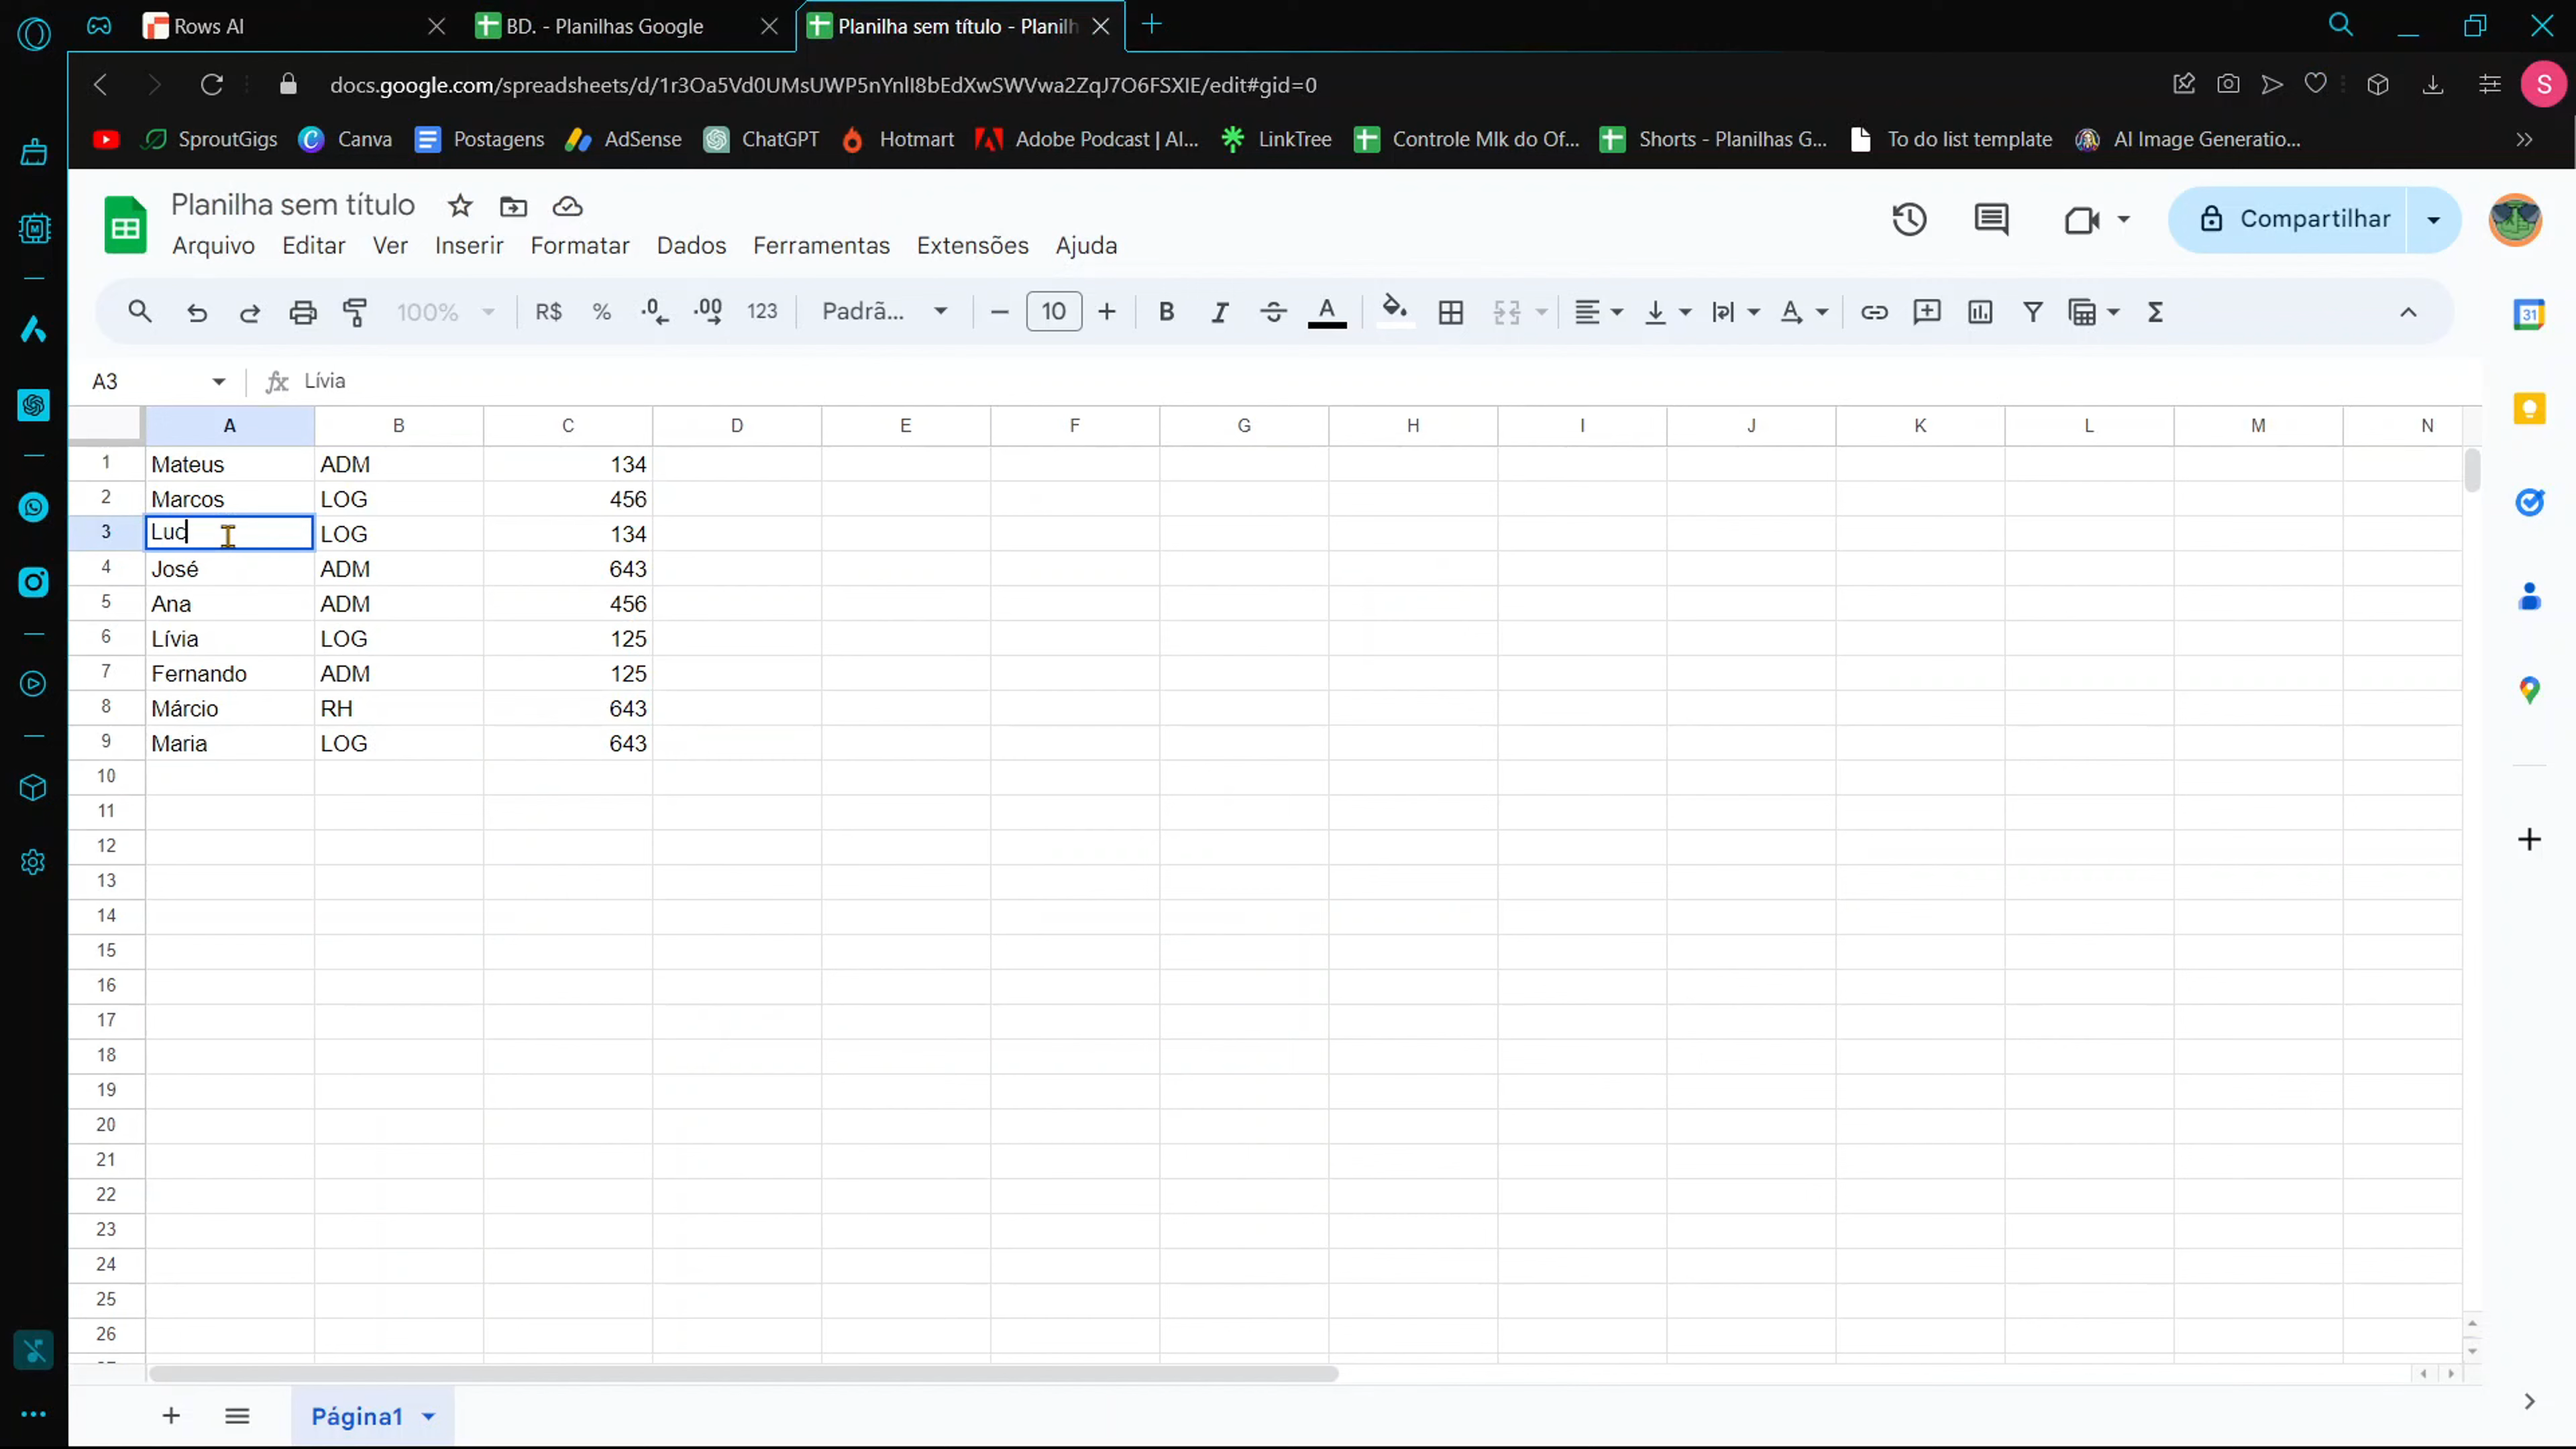 Rows AI
BD. - Planilhas Google
Planilha sem título - Planilh
docs.google.com/spreadsheets/d/1r3Oa5Vd0UMsUWP5nYnlI8bEdXwSWVwa2ZqJ7O6FSXIE/edit#gid=0
S
SproutGigs
Canva
Postagens
AdSense
ChatGPT
Hotmart
Adobe Podcast | AI...
LinkTree
Controle Mlk do Of...
Shorts - Planilhas G...
To do list template
AI Image Generatio...
Planilha sem título
Arquivo Editar Ver Inserir Formatar Dados Ferramentas Extensões Ajuda
Compartilhar
100% R$ % .0 .00 123 Padrã... 10 B I A Σ
31
A3 fx Lívia
A B C D E F G H I J K L M N
1 Mateus ADM 134
2 Marcos LOG 456
3 Luc LOG 134
4 José ADM 643
5 Ana ADM 456
6 Lívia LOG 125
7 Fernando ADM 125
8 Márcio RH 643
9 Maria LOG 643
10
11
12
13
14
15
16
17
18
19
20
21
22
23
24
25
26
Página1